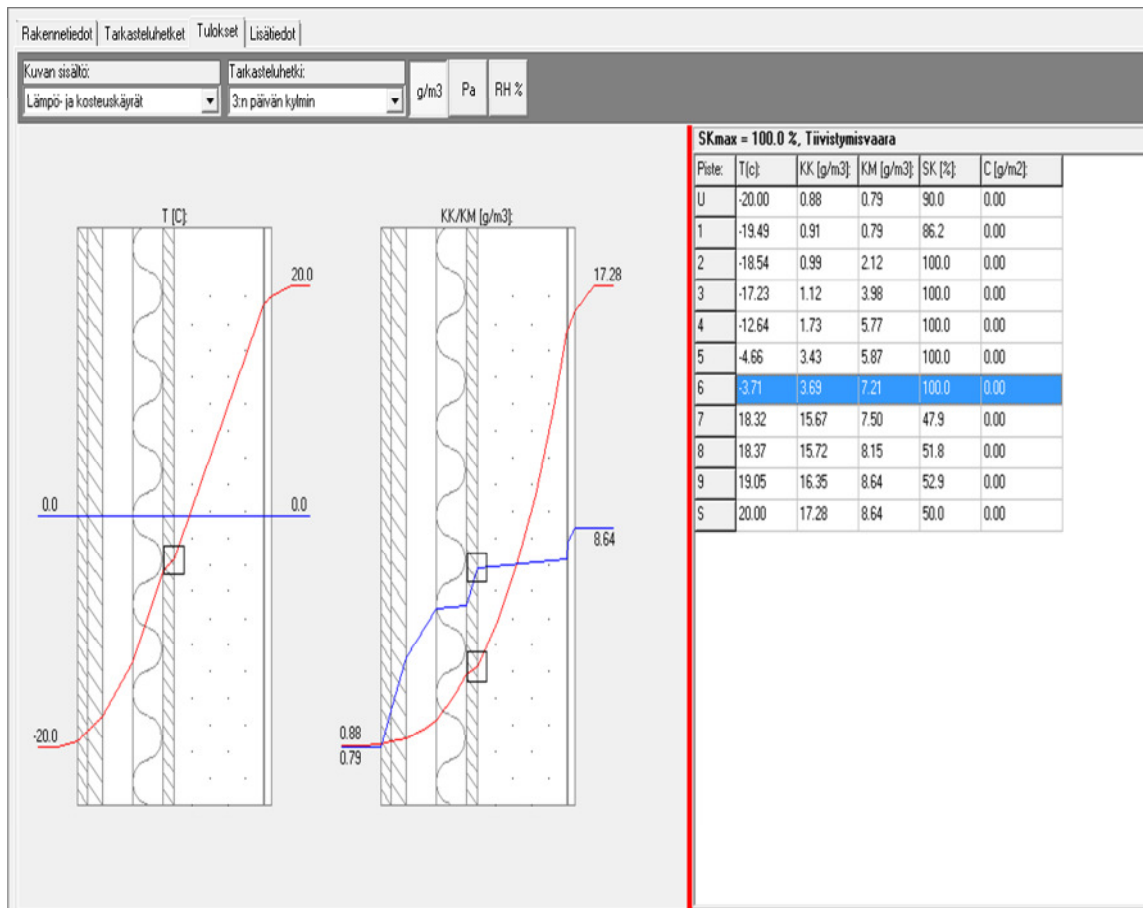 Rakennetiedot Tarkasteluhetket Tulokset Lisätiedot
Kuvan sisältö: Tarkasteluhetki:
Lämpö- ja kosteuskäyrät 3:n päivän kylmin g/m3 Pa RH %
SKmax = 100.0 %, Tiivistymisvaara
Piste: T(c): KK [g/m3]: KM [g/m3]: SK [%]: C [g/m2]:
U -20.00 0.88 0.79 90.0 0.00
1 -19.49 0.91 0.79 86.2 0.00
2 -18.54 0.99 2.12 100.0 0.00
3 -17.23 1.12 3.98 100.0 0.00
4 -12.64 1.73 5.77 100.0 0.00
5 -4.66 3.43 5.87 100.0 0.00
6 -3.71 3.69 7.21 100.0 0.00
7 18.32 15.67 7.50 47.9 0.00
8 18.37 15.72 8.15 51.8 0.00
9 19.05 16.35 8.64 52.9 0.00
S 20.00 17.28 8.64 50.0 0.00
T [C]:
20.0
0.0 0.0
-20.0
KK/KM [g/m3]:
17.28
8.64
0.88
0.79